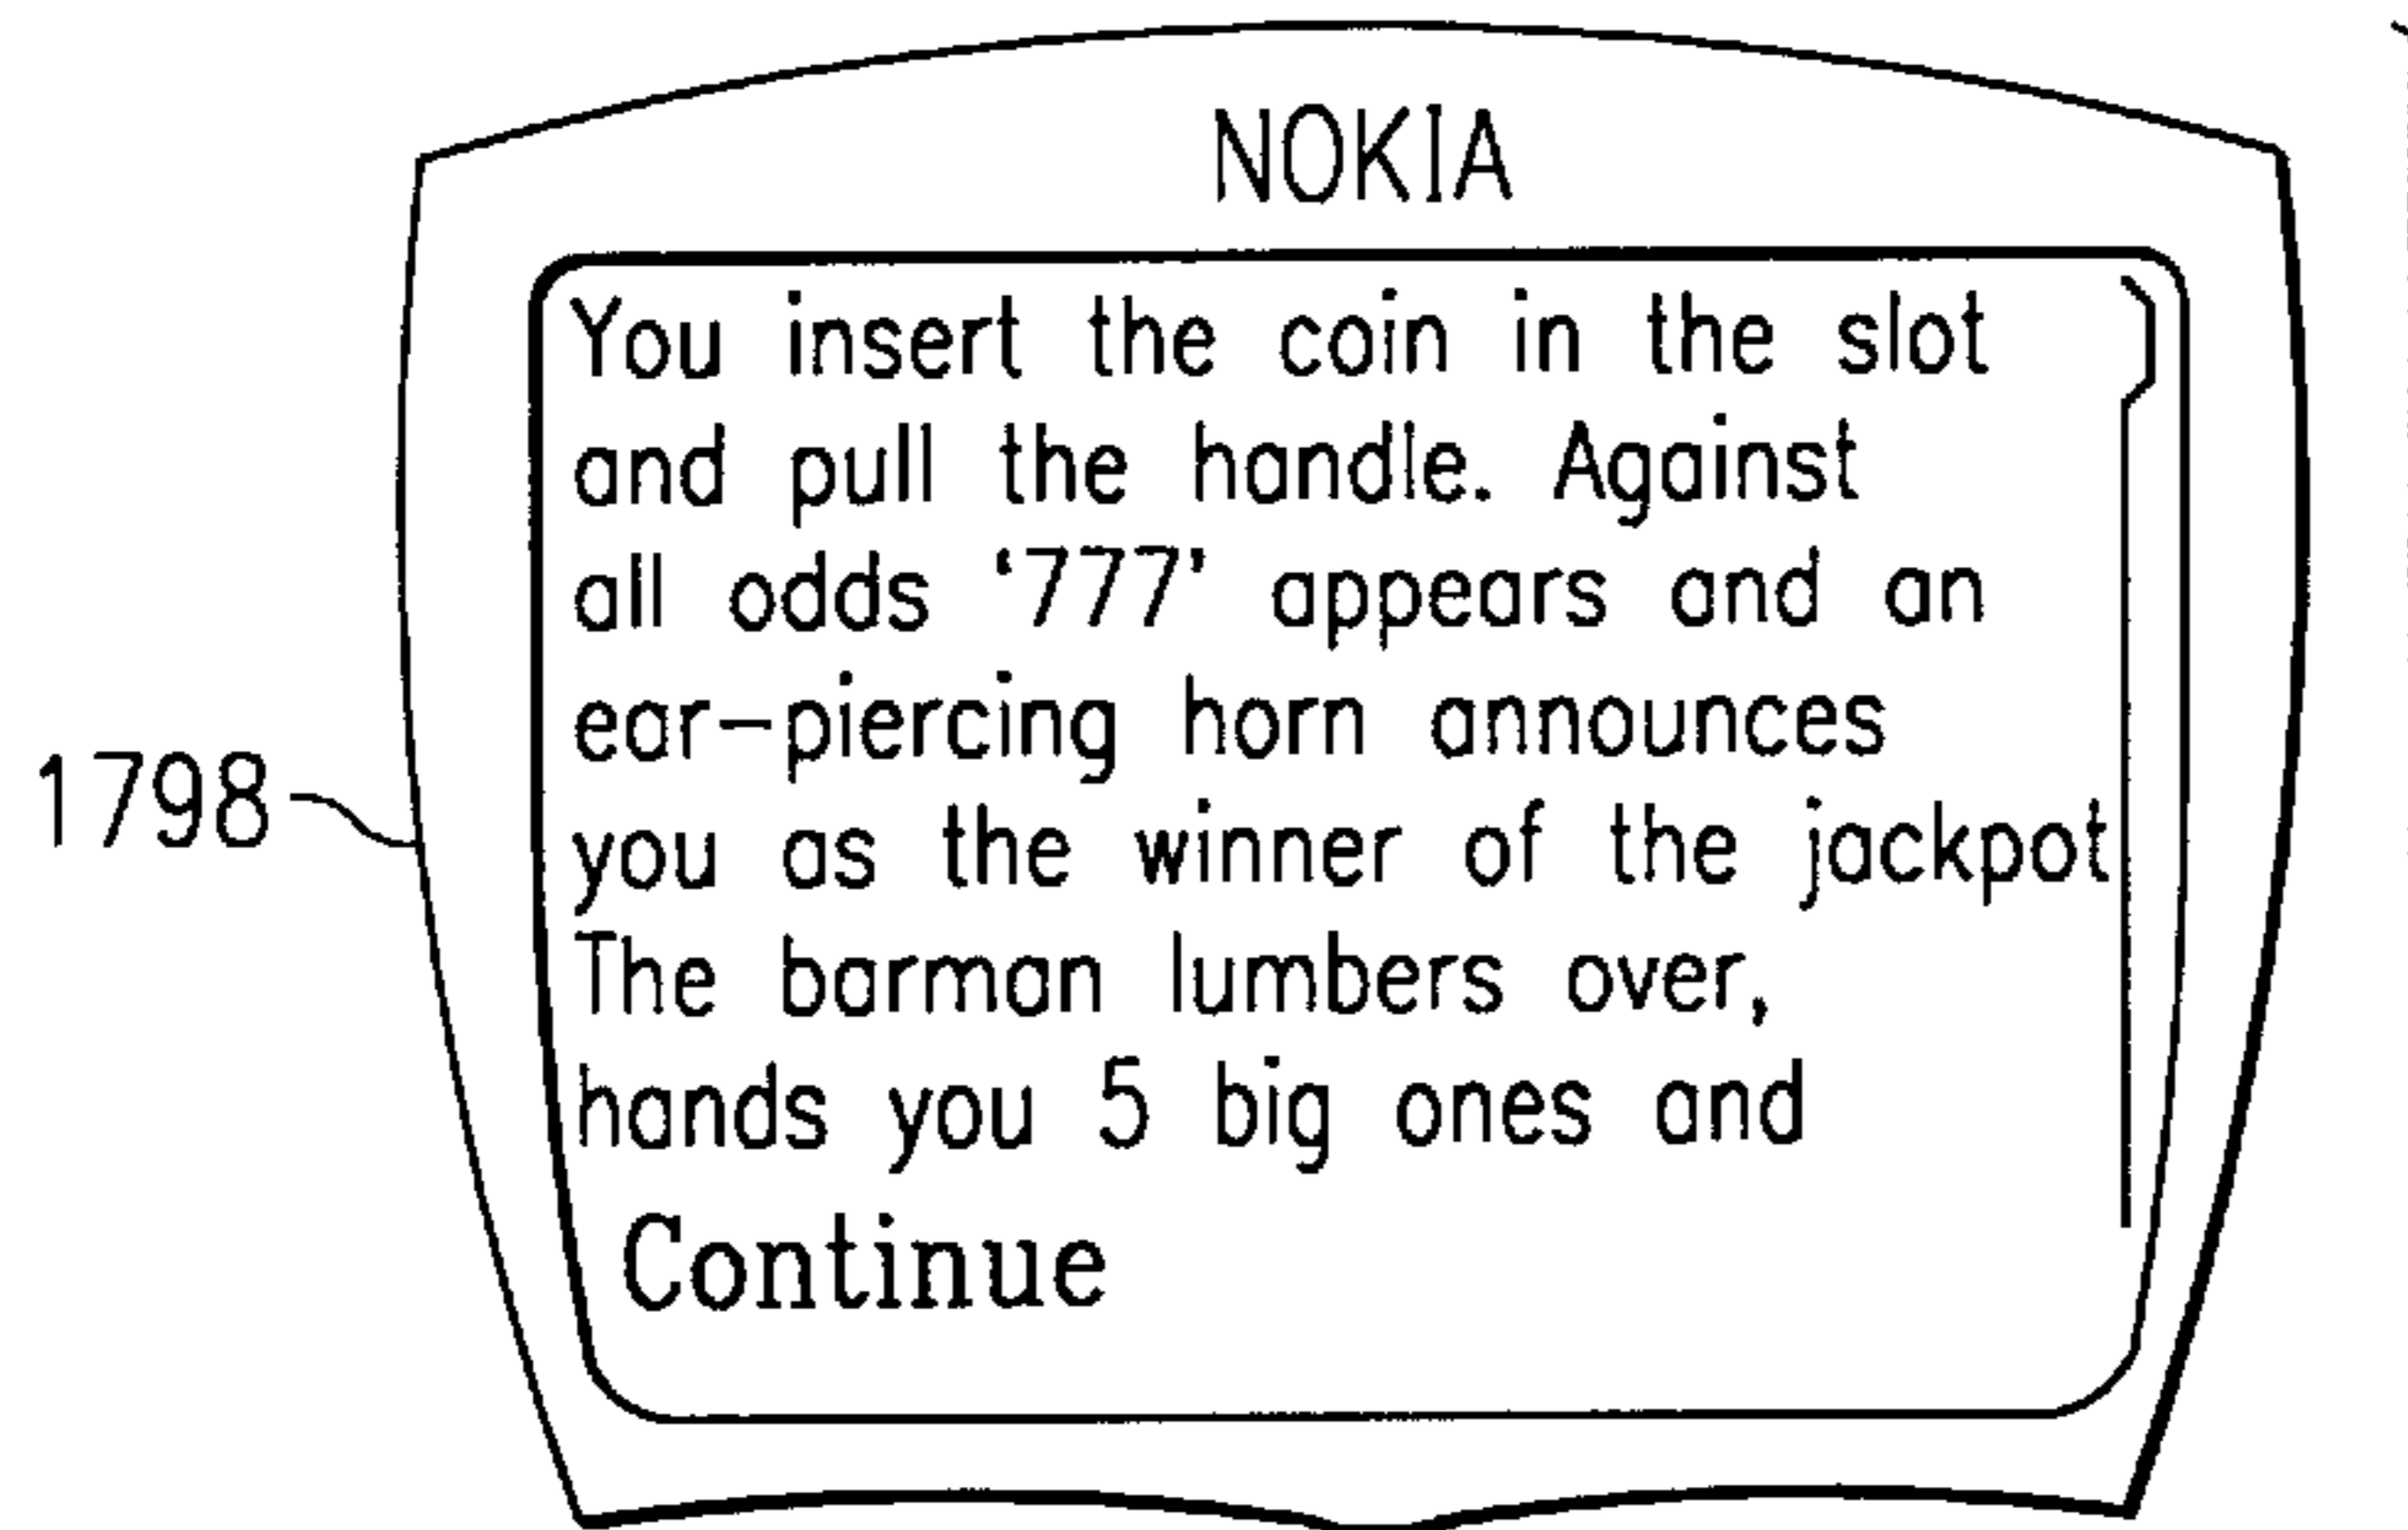 NOKIA
You insert the coin in the slot
and pull the handle. Against
all odds ‘777’ appears and an
ear-piercing horn announces
you as the winner of the jackpot
The barman lumbers over,
hands you 5 big ones and
Continue
1798